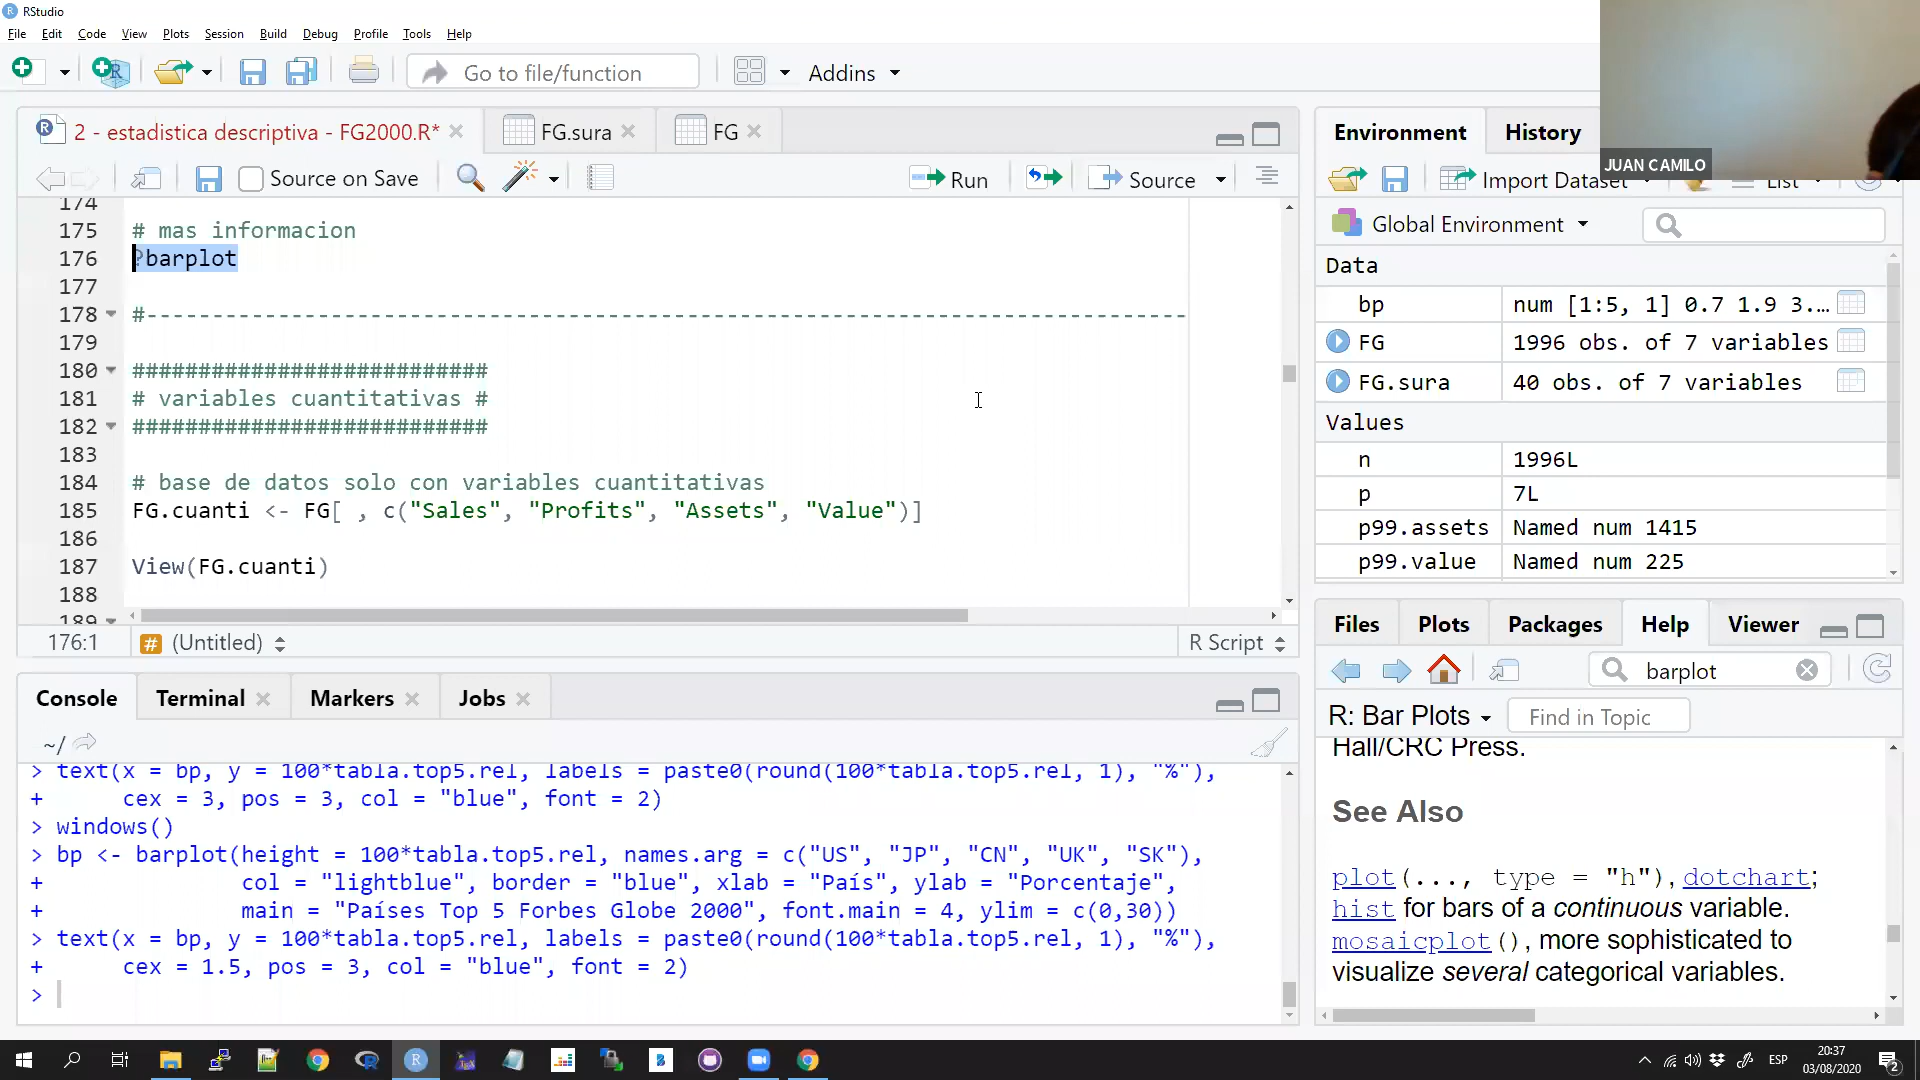 RStudio
File Edit Code View Plots Session Build Debug Profile Tools Help
Go to file/function
Addins
JUAN CAMILO
2 - estadistica descriptiva - FG2000.R*
FG.sura
FG
Source on Save
Run
Source
174
175 # mas informacion
176 ?barplot
177
178 #-------------------------------------------------------------------------------
179
180 ###########################
181 # variables cuantitativas #
182 ###########################
183
184 # base de datos solo con variables cuantitativas
185 FG.cuanti <- FG[ , c("Sales", "Profits", "Assets", "Value")]
186
187 View(FG.cuanti)
188
189
176:1 # (Untitled) R Script
Console Terminal Markers Jobs
~/
> text(x = bp, y = 100*tabla.top5.rel, labels = paste0(round(100*tabla.top5.rel, 1), "%"),
+ cex = 3, pos = 3, col = "blue", font = 2)
> windows()
> bp <- barplot(height = 100*tabla.top5.rel, names.arg = c("US", "JP", "CN", "UK", "SK"),
+ col = "lightblue", border = "blue", xlab = "País", ylab = "Porcentaje",
+ main = "Países Top 5 Forbes Globe 2000", font.main = 4, ylim = c(0,30))
> text(x = bp, y = 100*tabla.top5.rel, labels = paste0(round(100*tabla.top5.rel, 1), "%"),
+ cex = 1.5, pos = 3, col = "blue", font = 2)
>
Environment History
Import Dataset List
Global Environment
Data
bp num [1:5, 1] 0.7 1.9 3.…
FG 1996 obs. of 7 variables
FG.sura 40 obs. of 7 variables
Values
n 1996L
p 7L
p99.assets Named num 1415
p99.value Named num 225
Files Plots Packages Help Viewer
barplot
R: Bar Plots Find in Topic
Hall/CRC Press.
See Also
plot(..., type = "h"), dotchart;
hist for bars of a continuous variable.
mosaicplot(), more sophisticated to
visualize several categorical variables.
ESP
20:37
03/08/2020
2